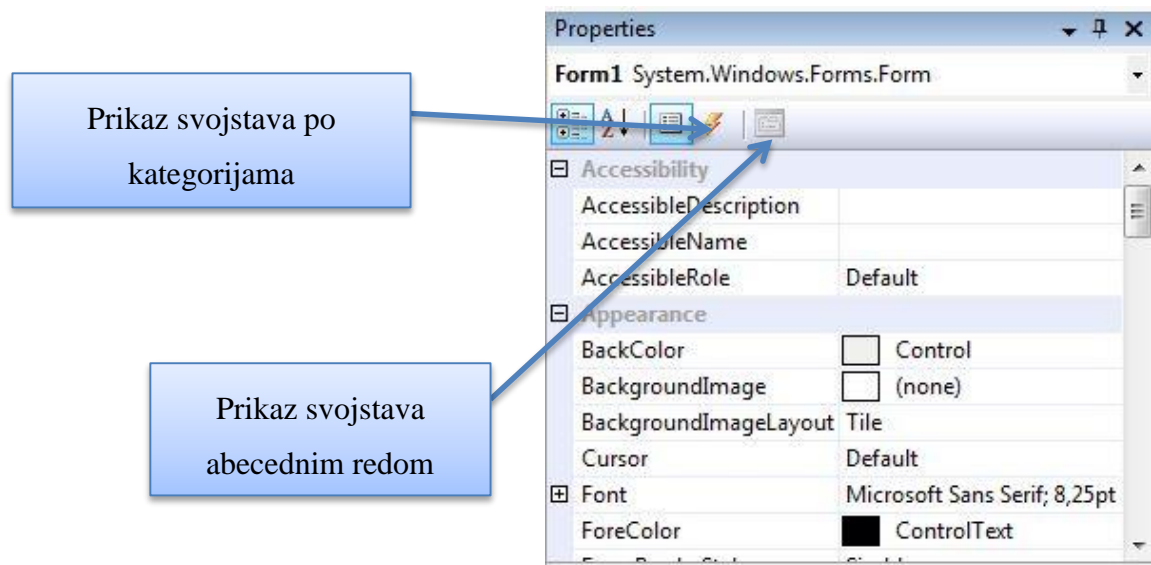 Properties
Form1 System.Windows.Forms.Form
Prikaz svojstava po
kategorijama
Accessibility
AccessibleDescription
AccessibleName
AccessibleRole Default
Appearance
BackColor Control
BackgroundImage (none)
BackgroundImageLayout Tile
Cursor Default
Font Microsoft Sans Serif; 8,25pt
ForeColor ControlText
Prikaz svojstava
abecednim redom